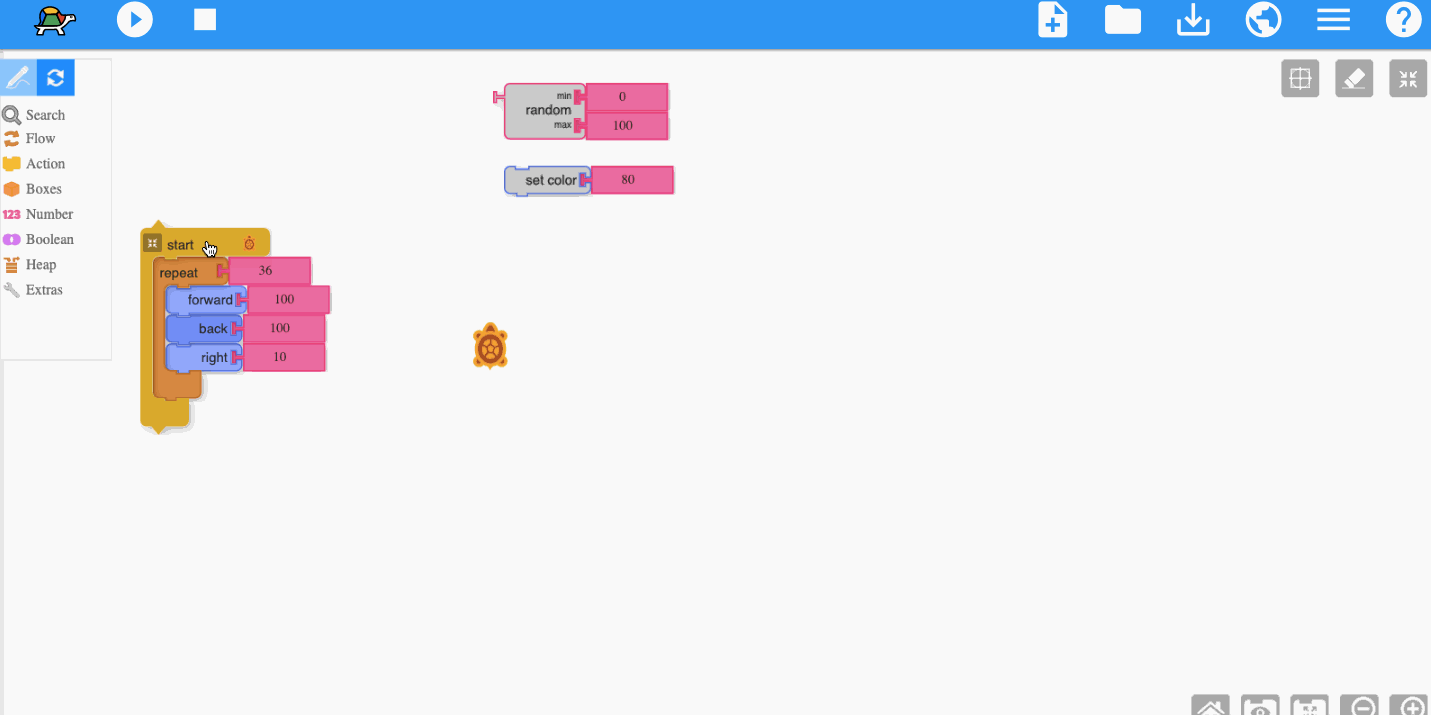 Search
Flow
Action
Boxes
123 Number
Boolean
Heap
Extras
min 0
random
max 100
set color 80
start
repeat 36
forward 100
back 100
right 10
?